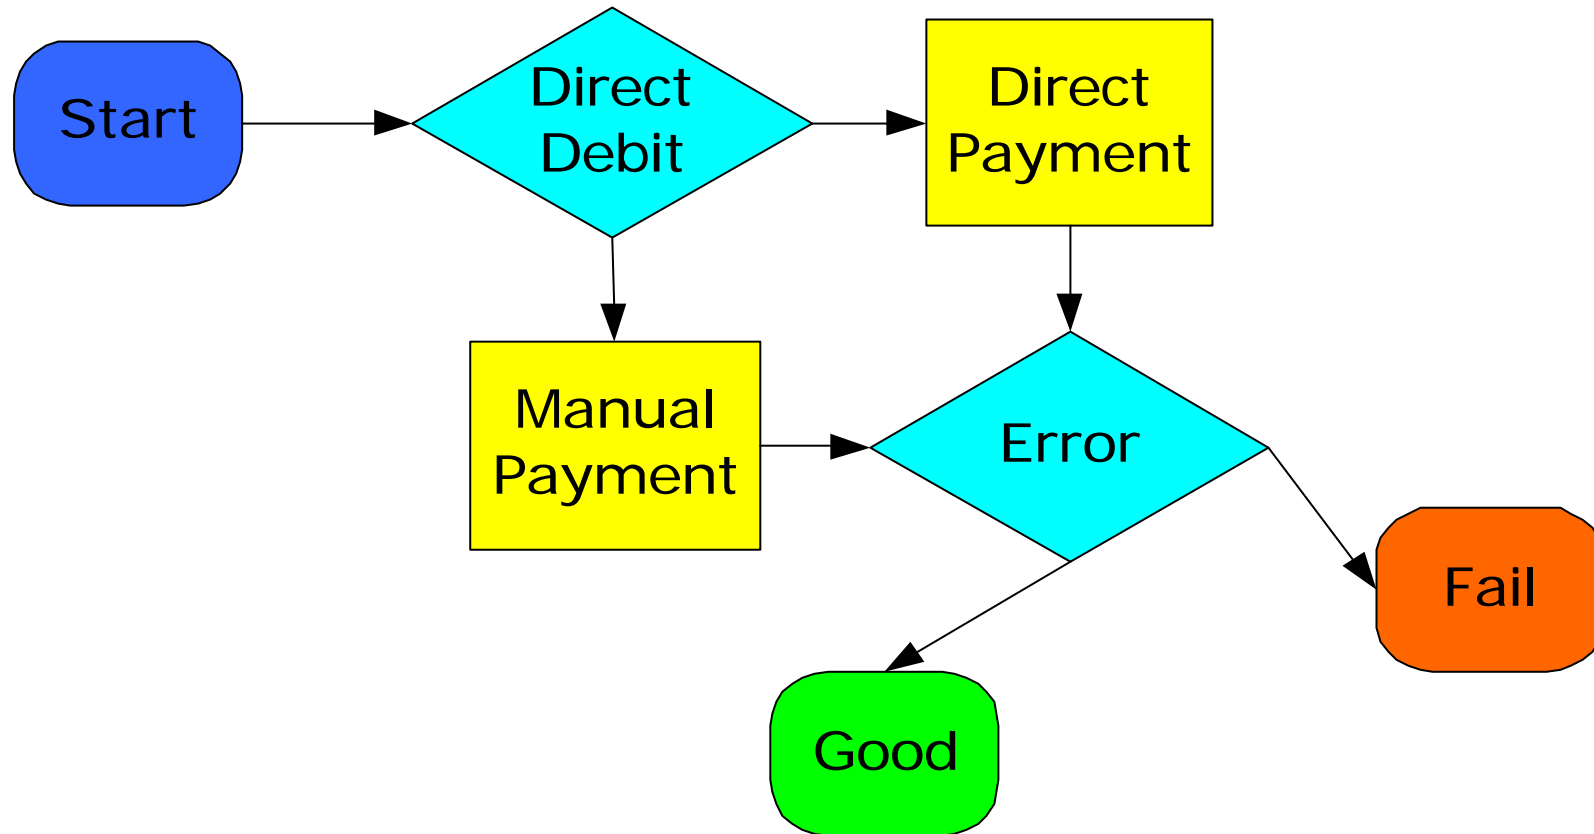 Start
Direct
Debit
Direct
Payment
Manual
Payment
Error
Fail
Good